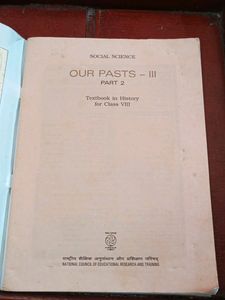 SOCIAL SCIENCE
OUR PASTS – III
PART 2
Textbook in History
for Class VIII
राष्ट्रीय शैक्षिक अनुसंधान और प्रशिक्षण परिषद्
NATIONAL COUNCIL OF EDUCATIONAL RESEARCH AND TRAINING